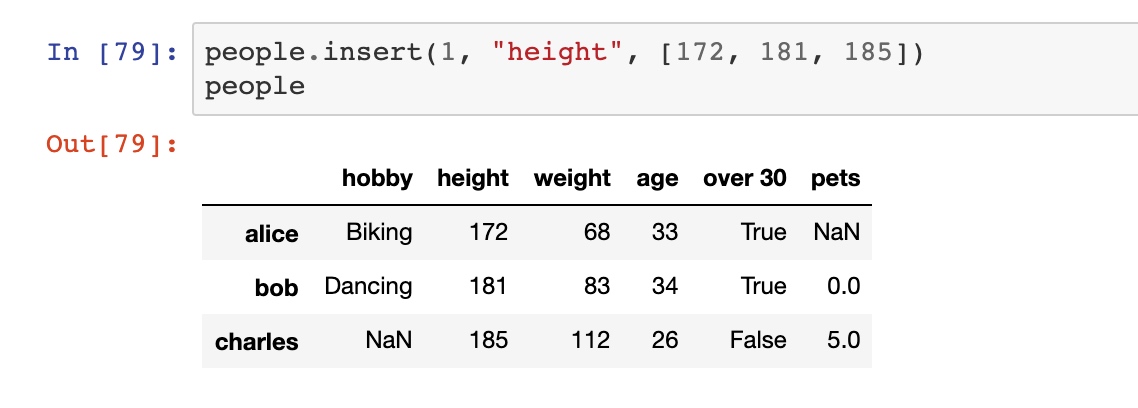 In [79]: people.insert(1, "height", [172, 181, 185])
people
Out[79]:
hobby height weight age over 30 pets
alice Biking 172 68 33 True NaN
bob Dancing 181 83 34 True 0.0
charles NaN 185 112 26 False 5.0